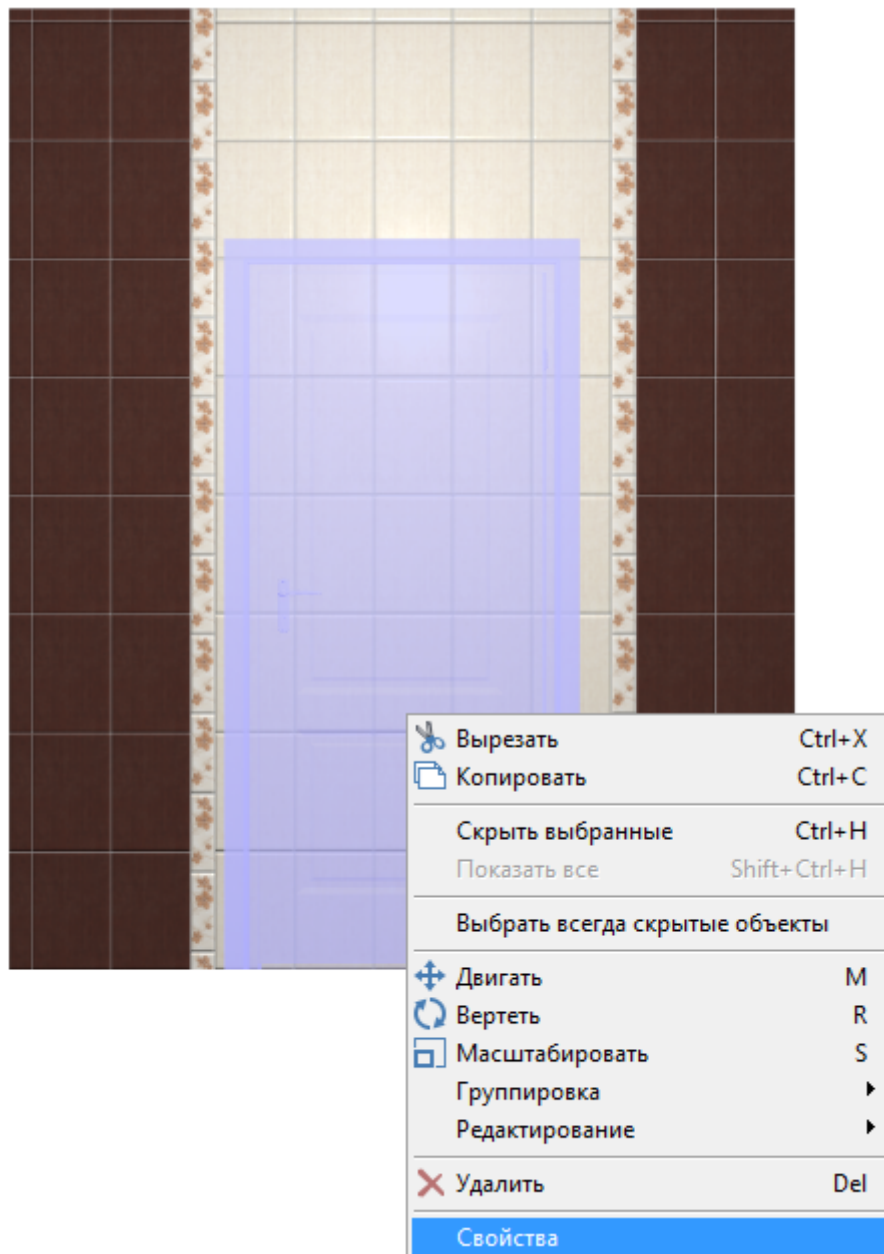 Вырезать Ctrl+X
Копировать Ctrl+C
Скрыть выбранные Ctrl+H
Показать все Shift+Ctrl+H
Выбрать всегда скрытые объекты
Двигать M
Вертеть R
Масштабировать S
Группировка
Редактирование
Удалить Del
Свойства